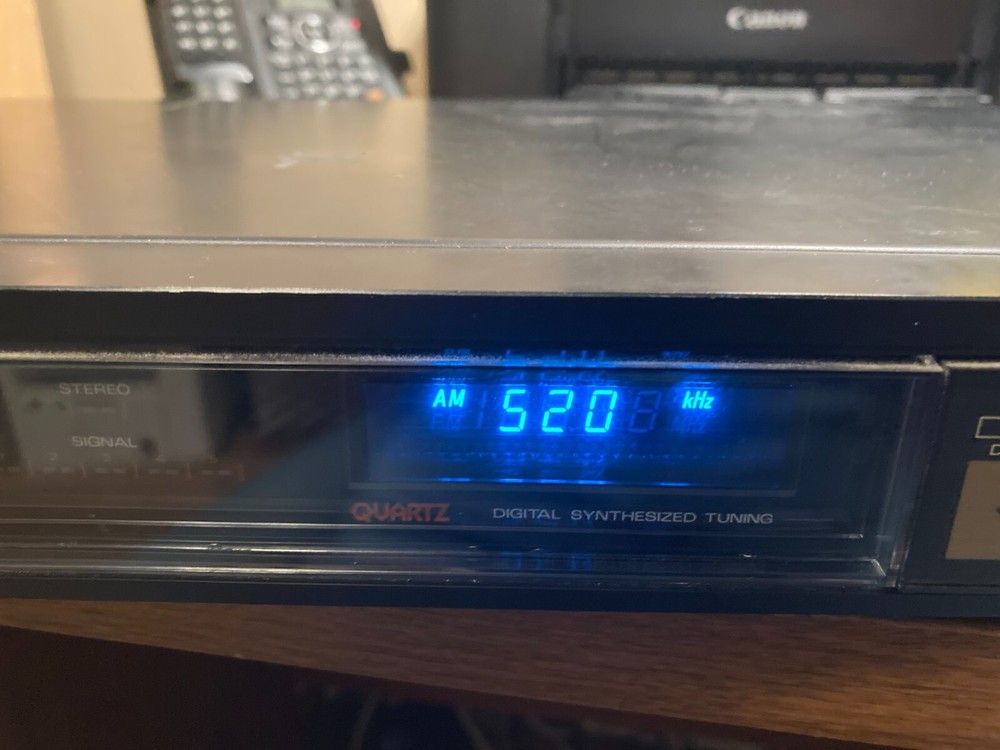 Canon
STEREO
SIGNAL
AM 520 kHz
QUARTZ DIGITAL SYNTHESIZED TUNING